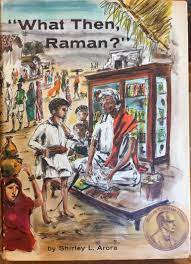 "What Then,
Raman?"
by Shirley L. Arora